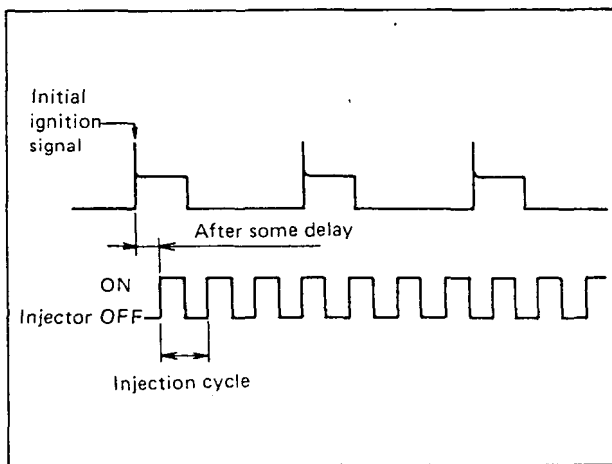 Initial
ignition
signal
After some delay
ON
Injector OFF
Injection cycle